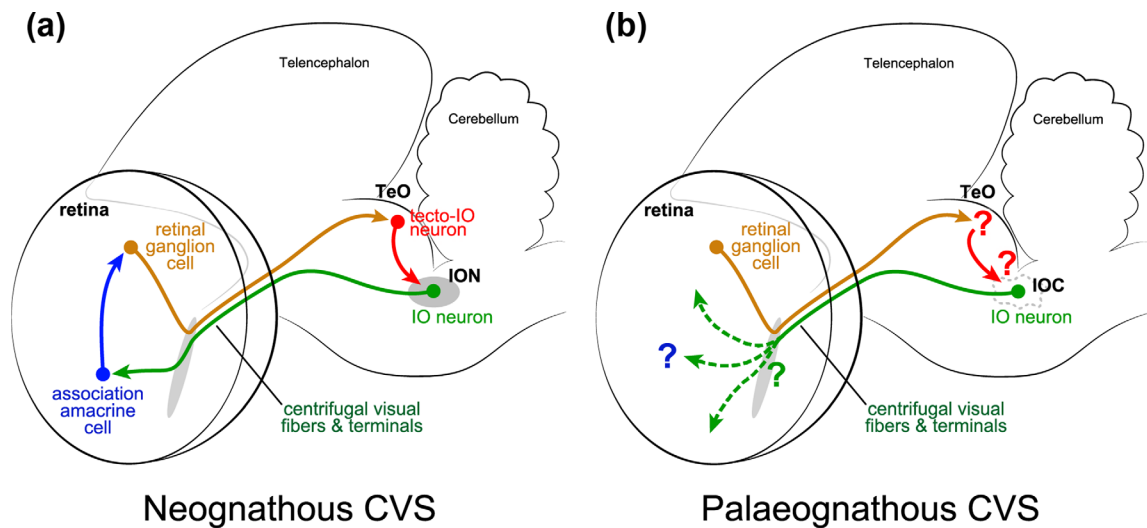 (a)
Telencephalon
Cerebellum
TeO
retina
tecto-IO
neuron
retinal
ganglion
cell
ION
IO neuron
association
amacrine
cell
centrifugal visual
fibers & terminals
Neognathous CVS
(b)
Telencephalon
Cerebellum
TeO
retina
?
retinal
ganglion
cell
?
IOC
IO neuron
?
?
centrifugal visual
fibers & terminals
Palaeognathous CVS